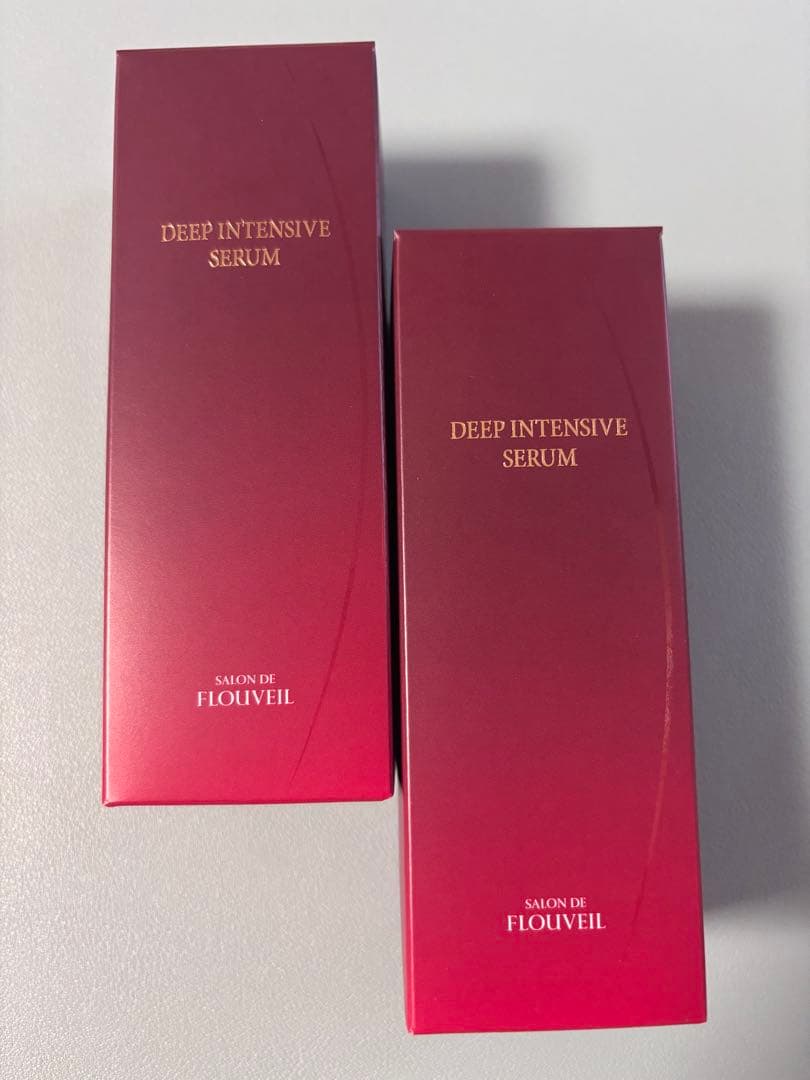 DEEP INTENSIVE
SERUM
SALON DE
FLOUVEIL
DEEP INTENSIVE
SERUM
SALON DE
FLOUVEIL